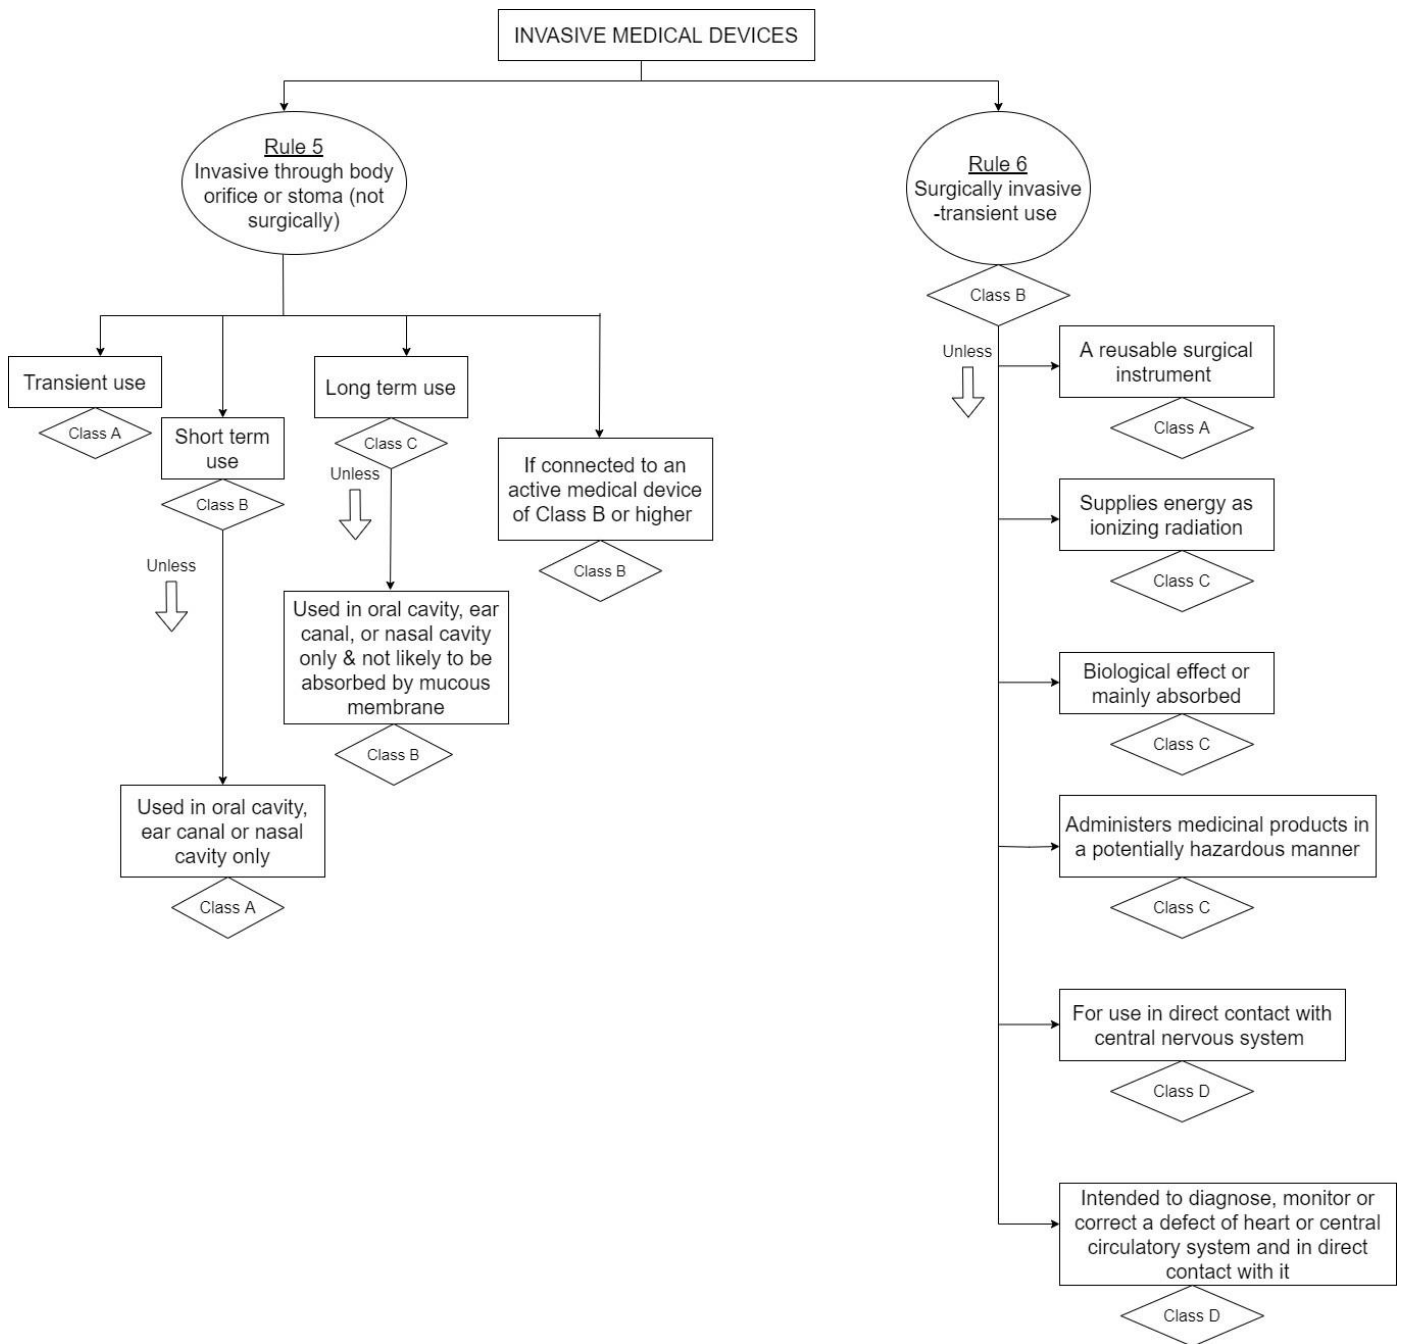 INVASIVE MEDICAL DEVICES
Rule 5
Invasive through body
orifice or stoma (not
surgically)
Transient use
Class A
Short term
use
Class B
Unless
Used in oral cavity,
ear canal or nasal
cavity only
Class A
Long term use
Class C
Unless
Used in oral cavity, ear
canal, or nasal cavity
only & not likely to be
absorbed by mucous
membrane
Class B
If connected to an
active medical device
of Class B or higher
Class B
Rule 6
Surgically invasive
-transient use
Class B
Unless
A reusable surgical
instrument
Class A
Supplies energy as
ionizing radiation
Class C
Biological effect or
mainly absorbed
Class C
Administers medicinal products in
a potentially hazardous manner
Class C
For use in direct contact with
central nervous system
Class D
Intended to diagnose, monitor or
correct a defect of heart or central
circulatory system and in direct
contact with it
Class D